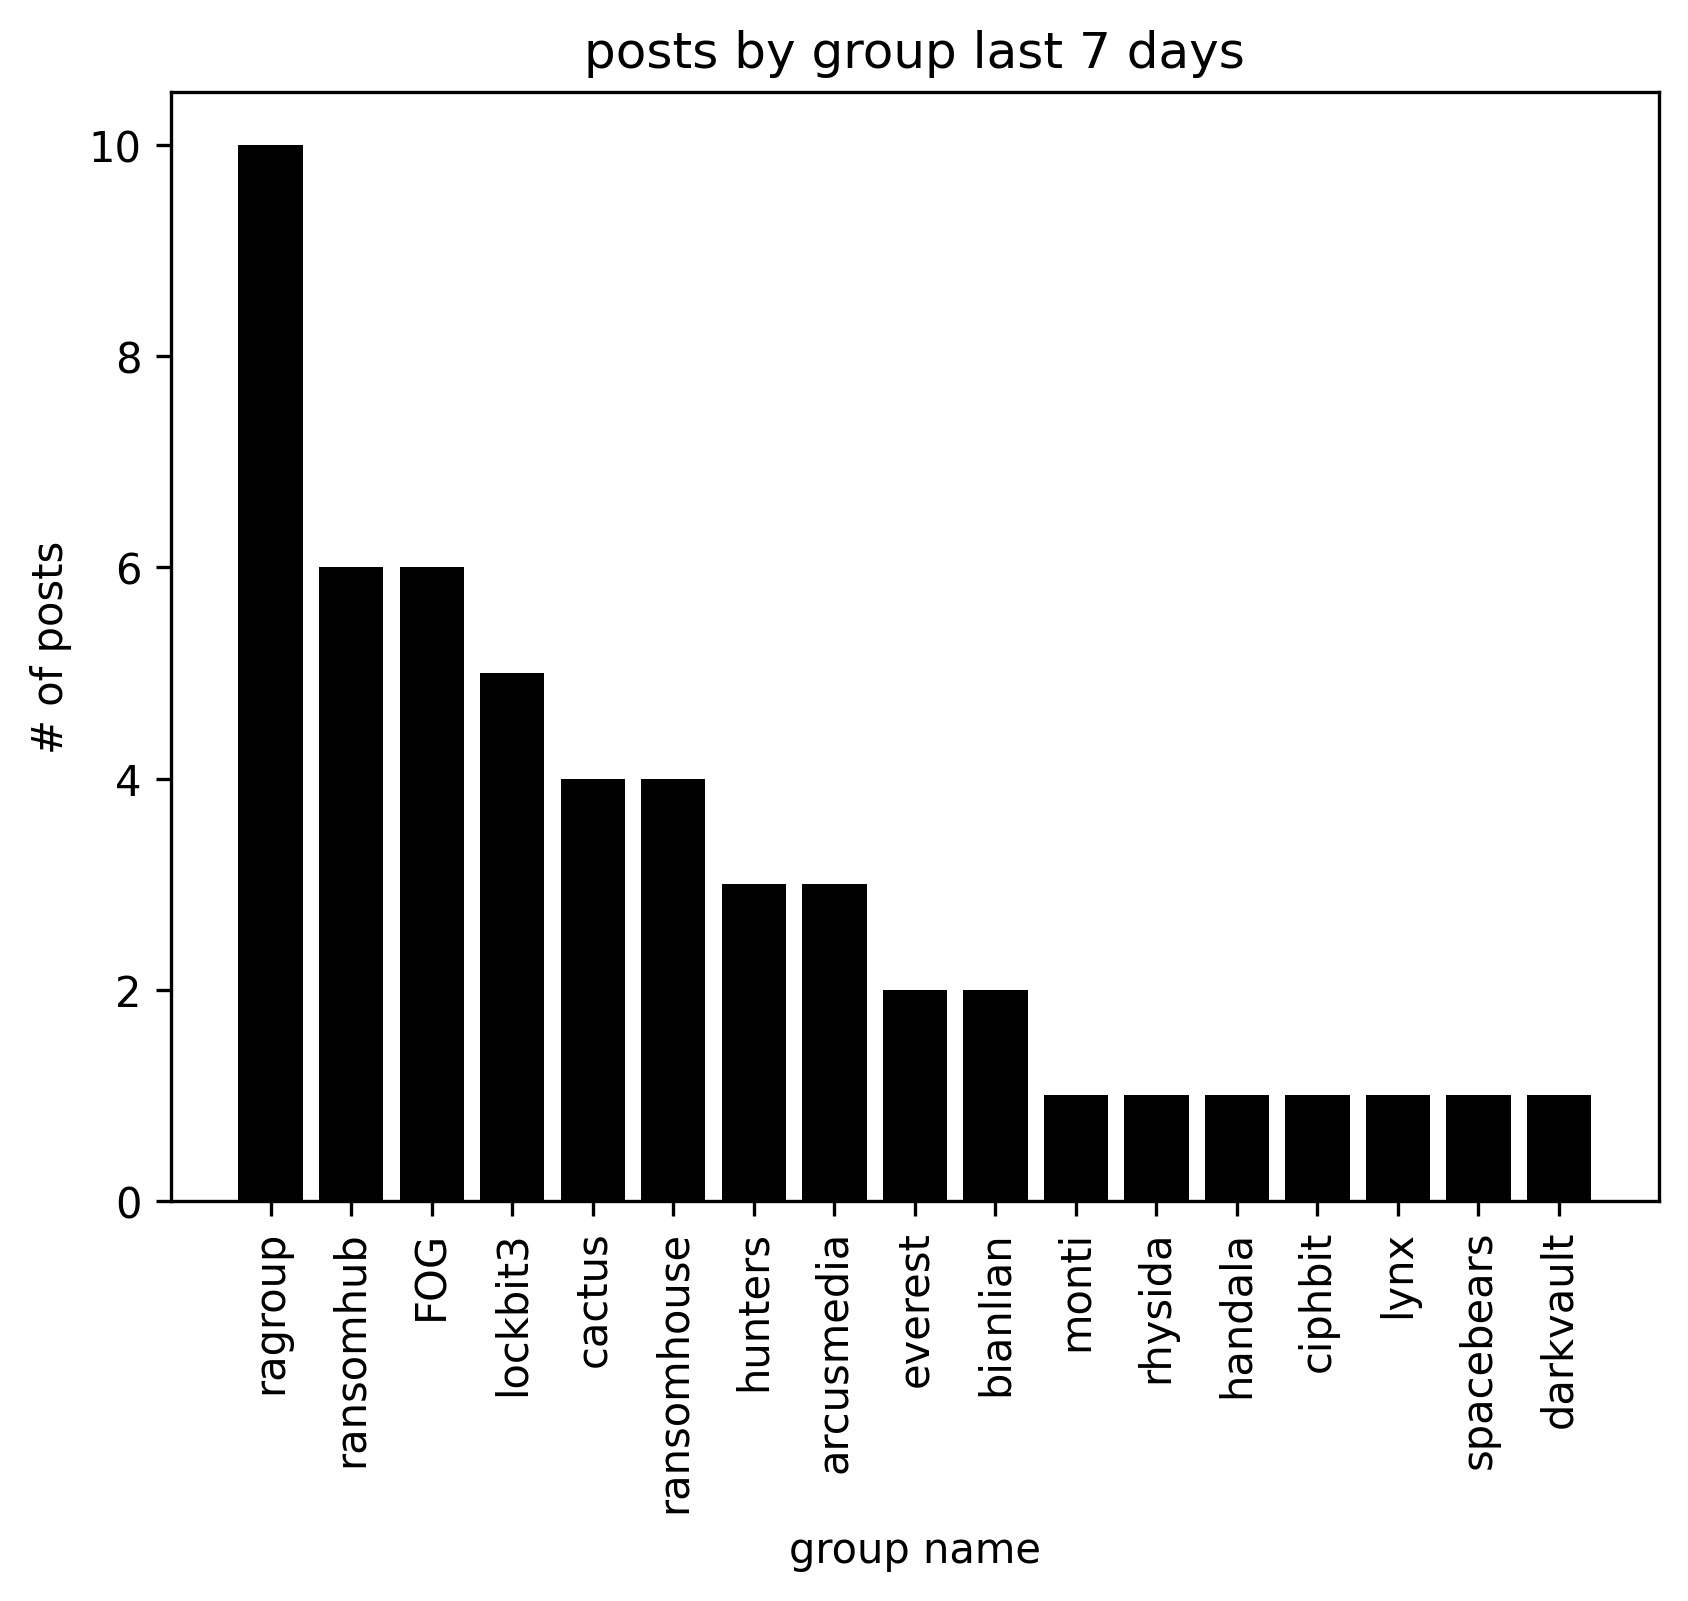 posts by group last 7 days
10
8
6
4
2
0
# of posts
ragroup
ransomhub
FOG
lockbit3
cactus
ransomhouse
hunters
arcusmedia
everest
bianlian
monti
rhysida
handala
ciphbit
lynx
spacebears
darkvault
group name